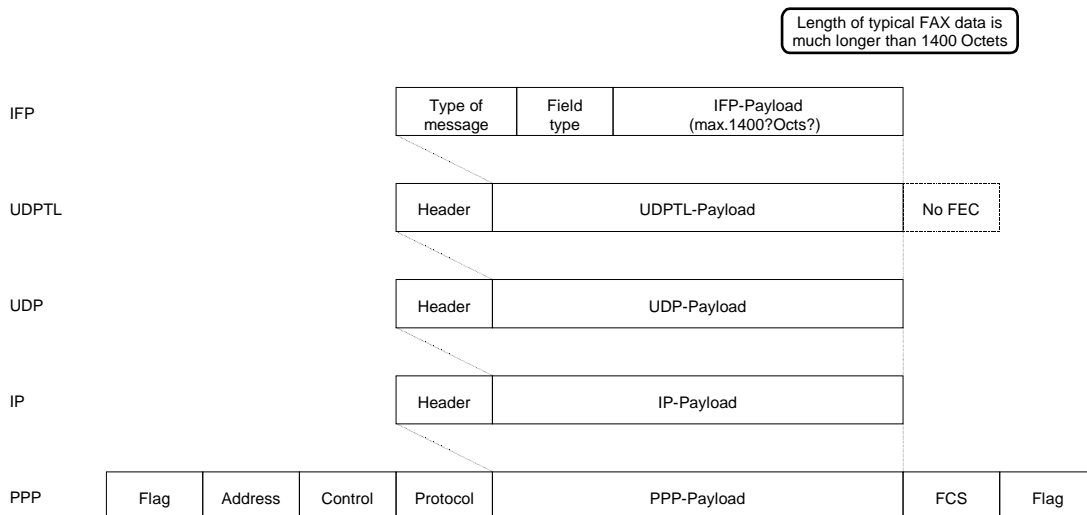 Length of typical FAX data is
much longer than 1400 Octets
IFP
Type of
message
Field
type
IFP-Payload
(max.1400?Octs?)
UDPTL
Header
UDPTL-Payload
No FEC
UDP
Header
UDP-Payload
IP
Header
IP-Payload
PPP
Flag
Address
Control
Protocol
PPP-Payload
FCS
Flag